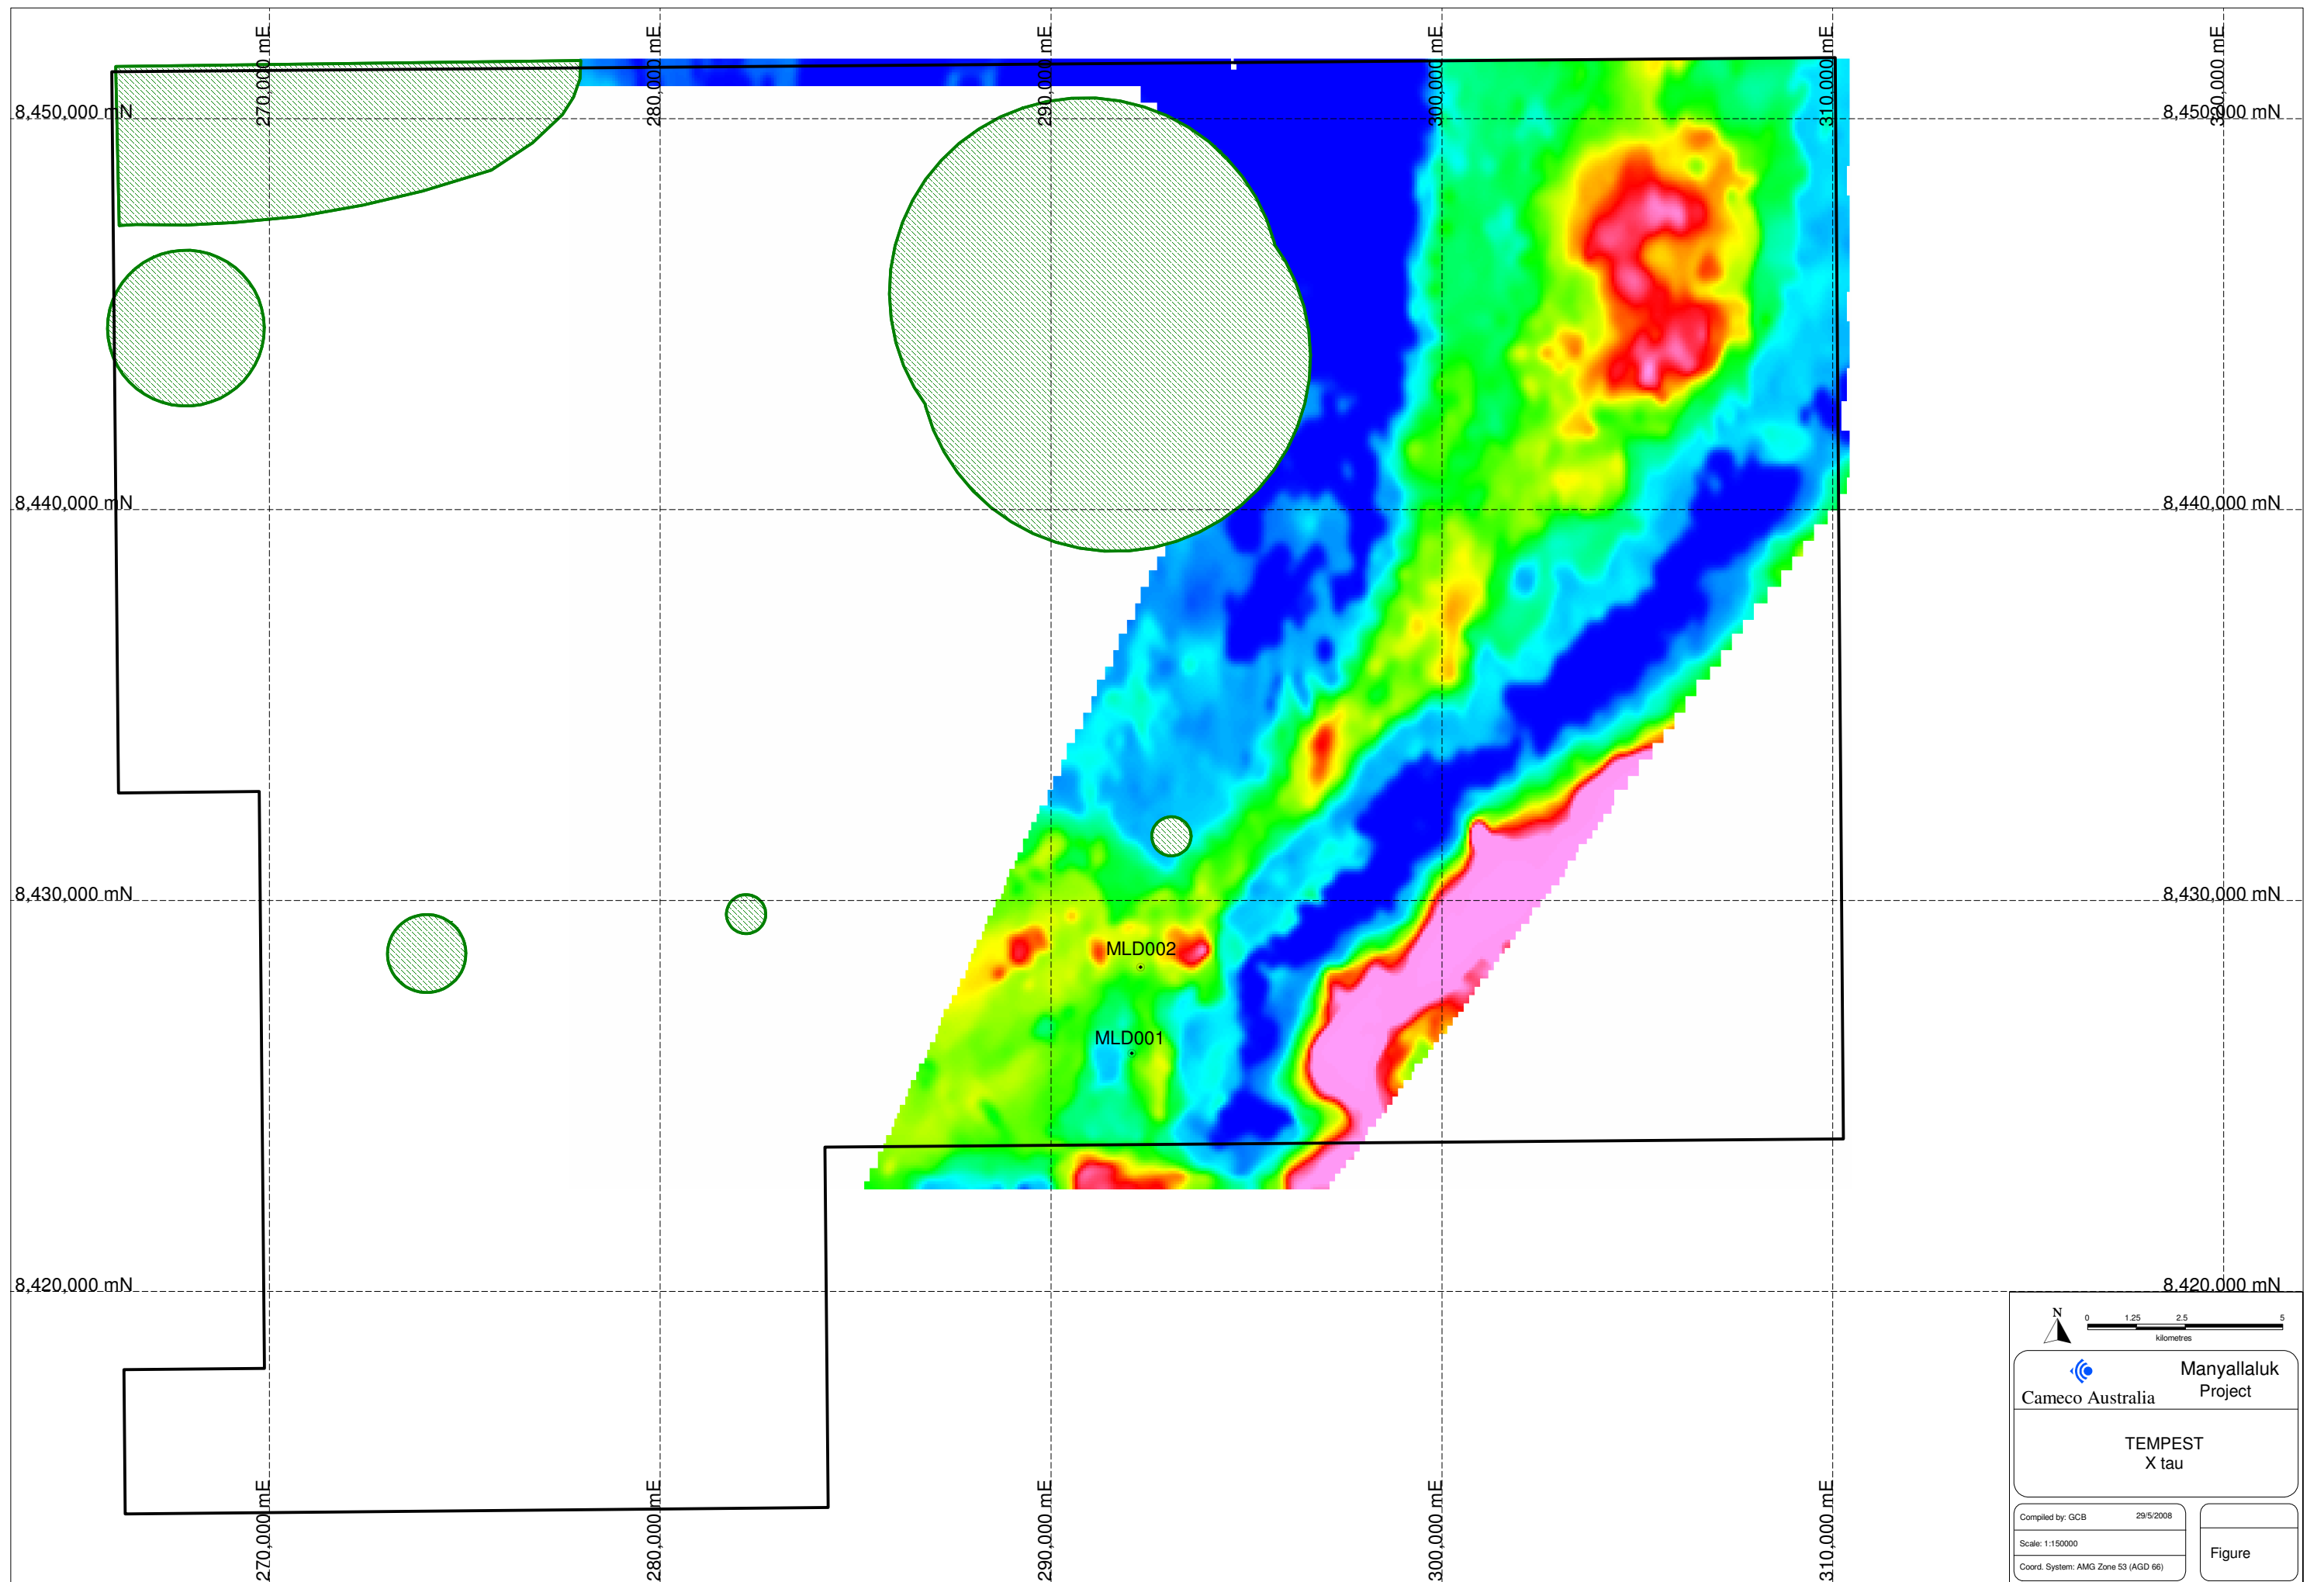 270,000 mE
280,000 mE
290,000 mE
300,000 mE
310,000 mE
320,000 mE
8,450,000 mN
8,450,000 mN
8,440,000 mN
8,440,000 mN
8,430,000 mN
8,430,000 mN
MLD002
MLD001
8,420,000 mN
8,420,000 mN
N
0 1.25 2.5 5
kilometres
Cameco Australia
Manyallaluk
Project
TEMPEST
X tau
Compiled by: GCB 29/5/2008
Scale: 1:150000
Coord. System: AMG Zone 53 (AGD 66)
Figure
270,000 mE
280,000 mE
290,000 mE
300,000 mE
310,000 mE